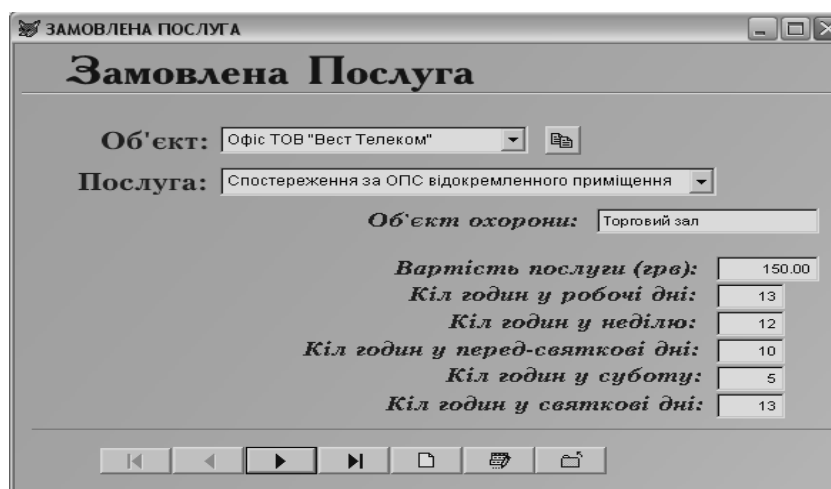 ЗАМОВЛЕНА ПОСЛУГА
Замовлена Послуга
Об'єкт: Офіс ТОВ "Вест Телеком"
Послуга: Спостереження за ОПС відокремленного приміщення
Об'єкт охорони: Торговий зал
Вартість послуги (грв): 150.00
Кіл годин у робочі дні: 13
Кіл годин у неділю: 12
Кіл годин у перед-святкові дні: 10
Кіл годин у суботу: 5
Кіл годин у святкові дні: 13